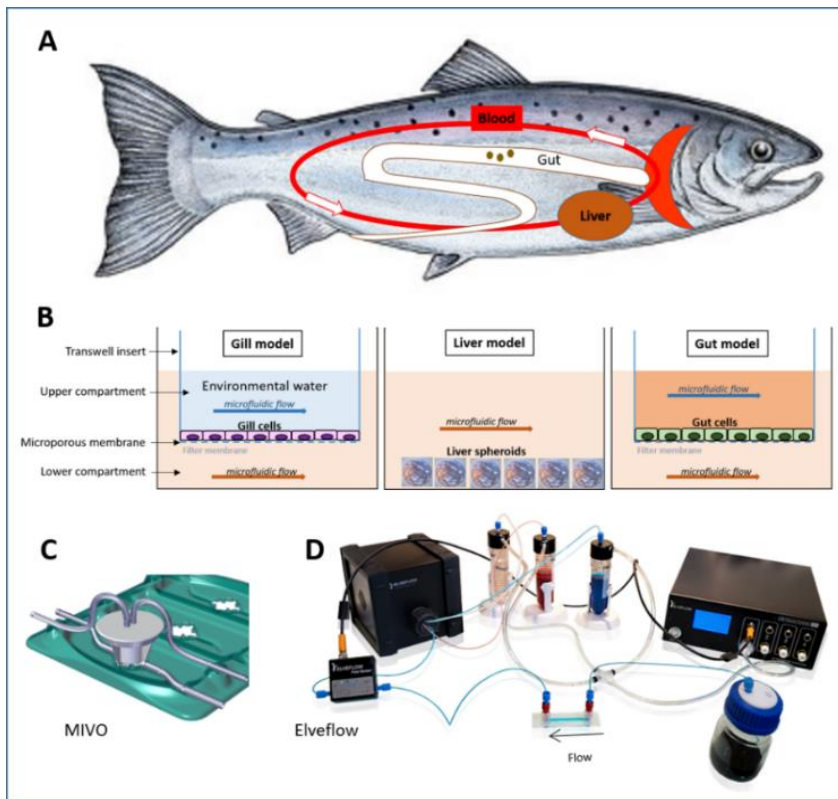 A
Blood
Gut
Liver
B
Gill model
Liver model
Gut model
Transwell insert
Upper compartment
Environmental water
microfluidic flow
Gill cells
Microporous membrane
Filter membrane
Lower compartment
microfluidic flow
microfluidic flow
Liver spheroids
microfluidic flow
Gut cells
Filter membrane
microfluidic flow
C
MIVO
D
ELVEFLOW
Elveflow
Flow